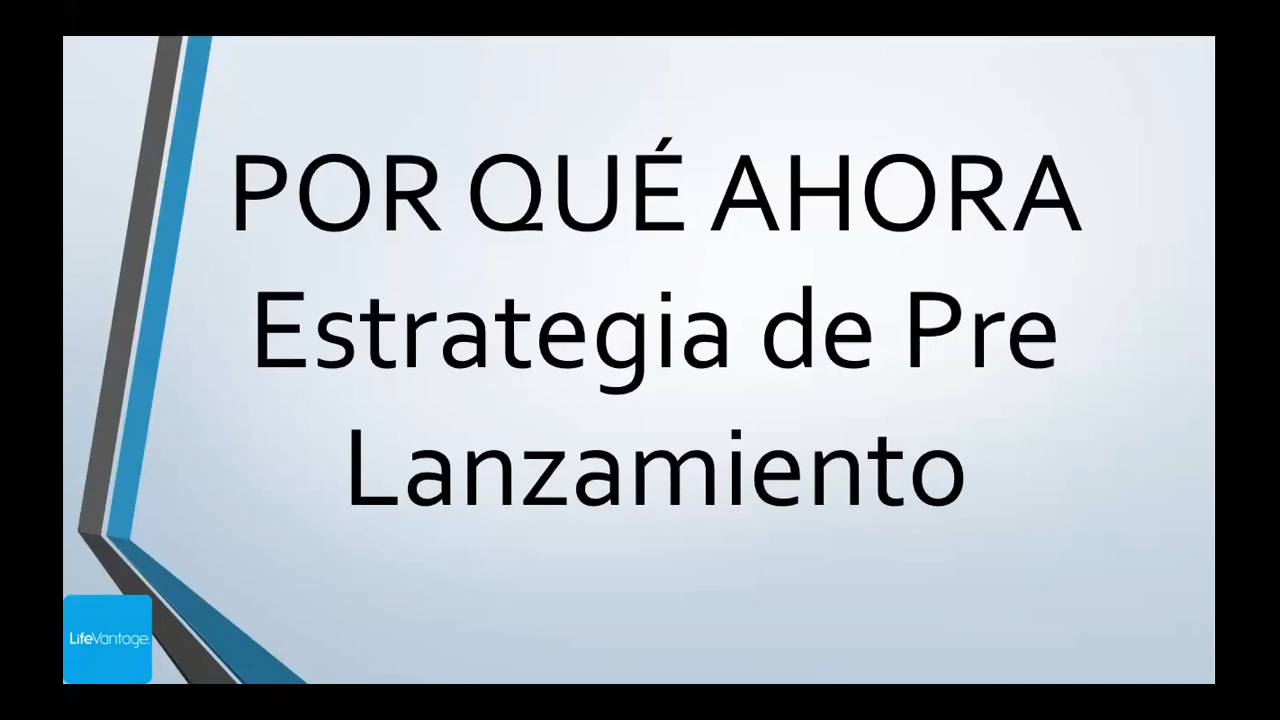 POR QUÉ AHORA
Estrategia de Pre
Lanzamiento
LifeVantage.